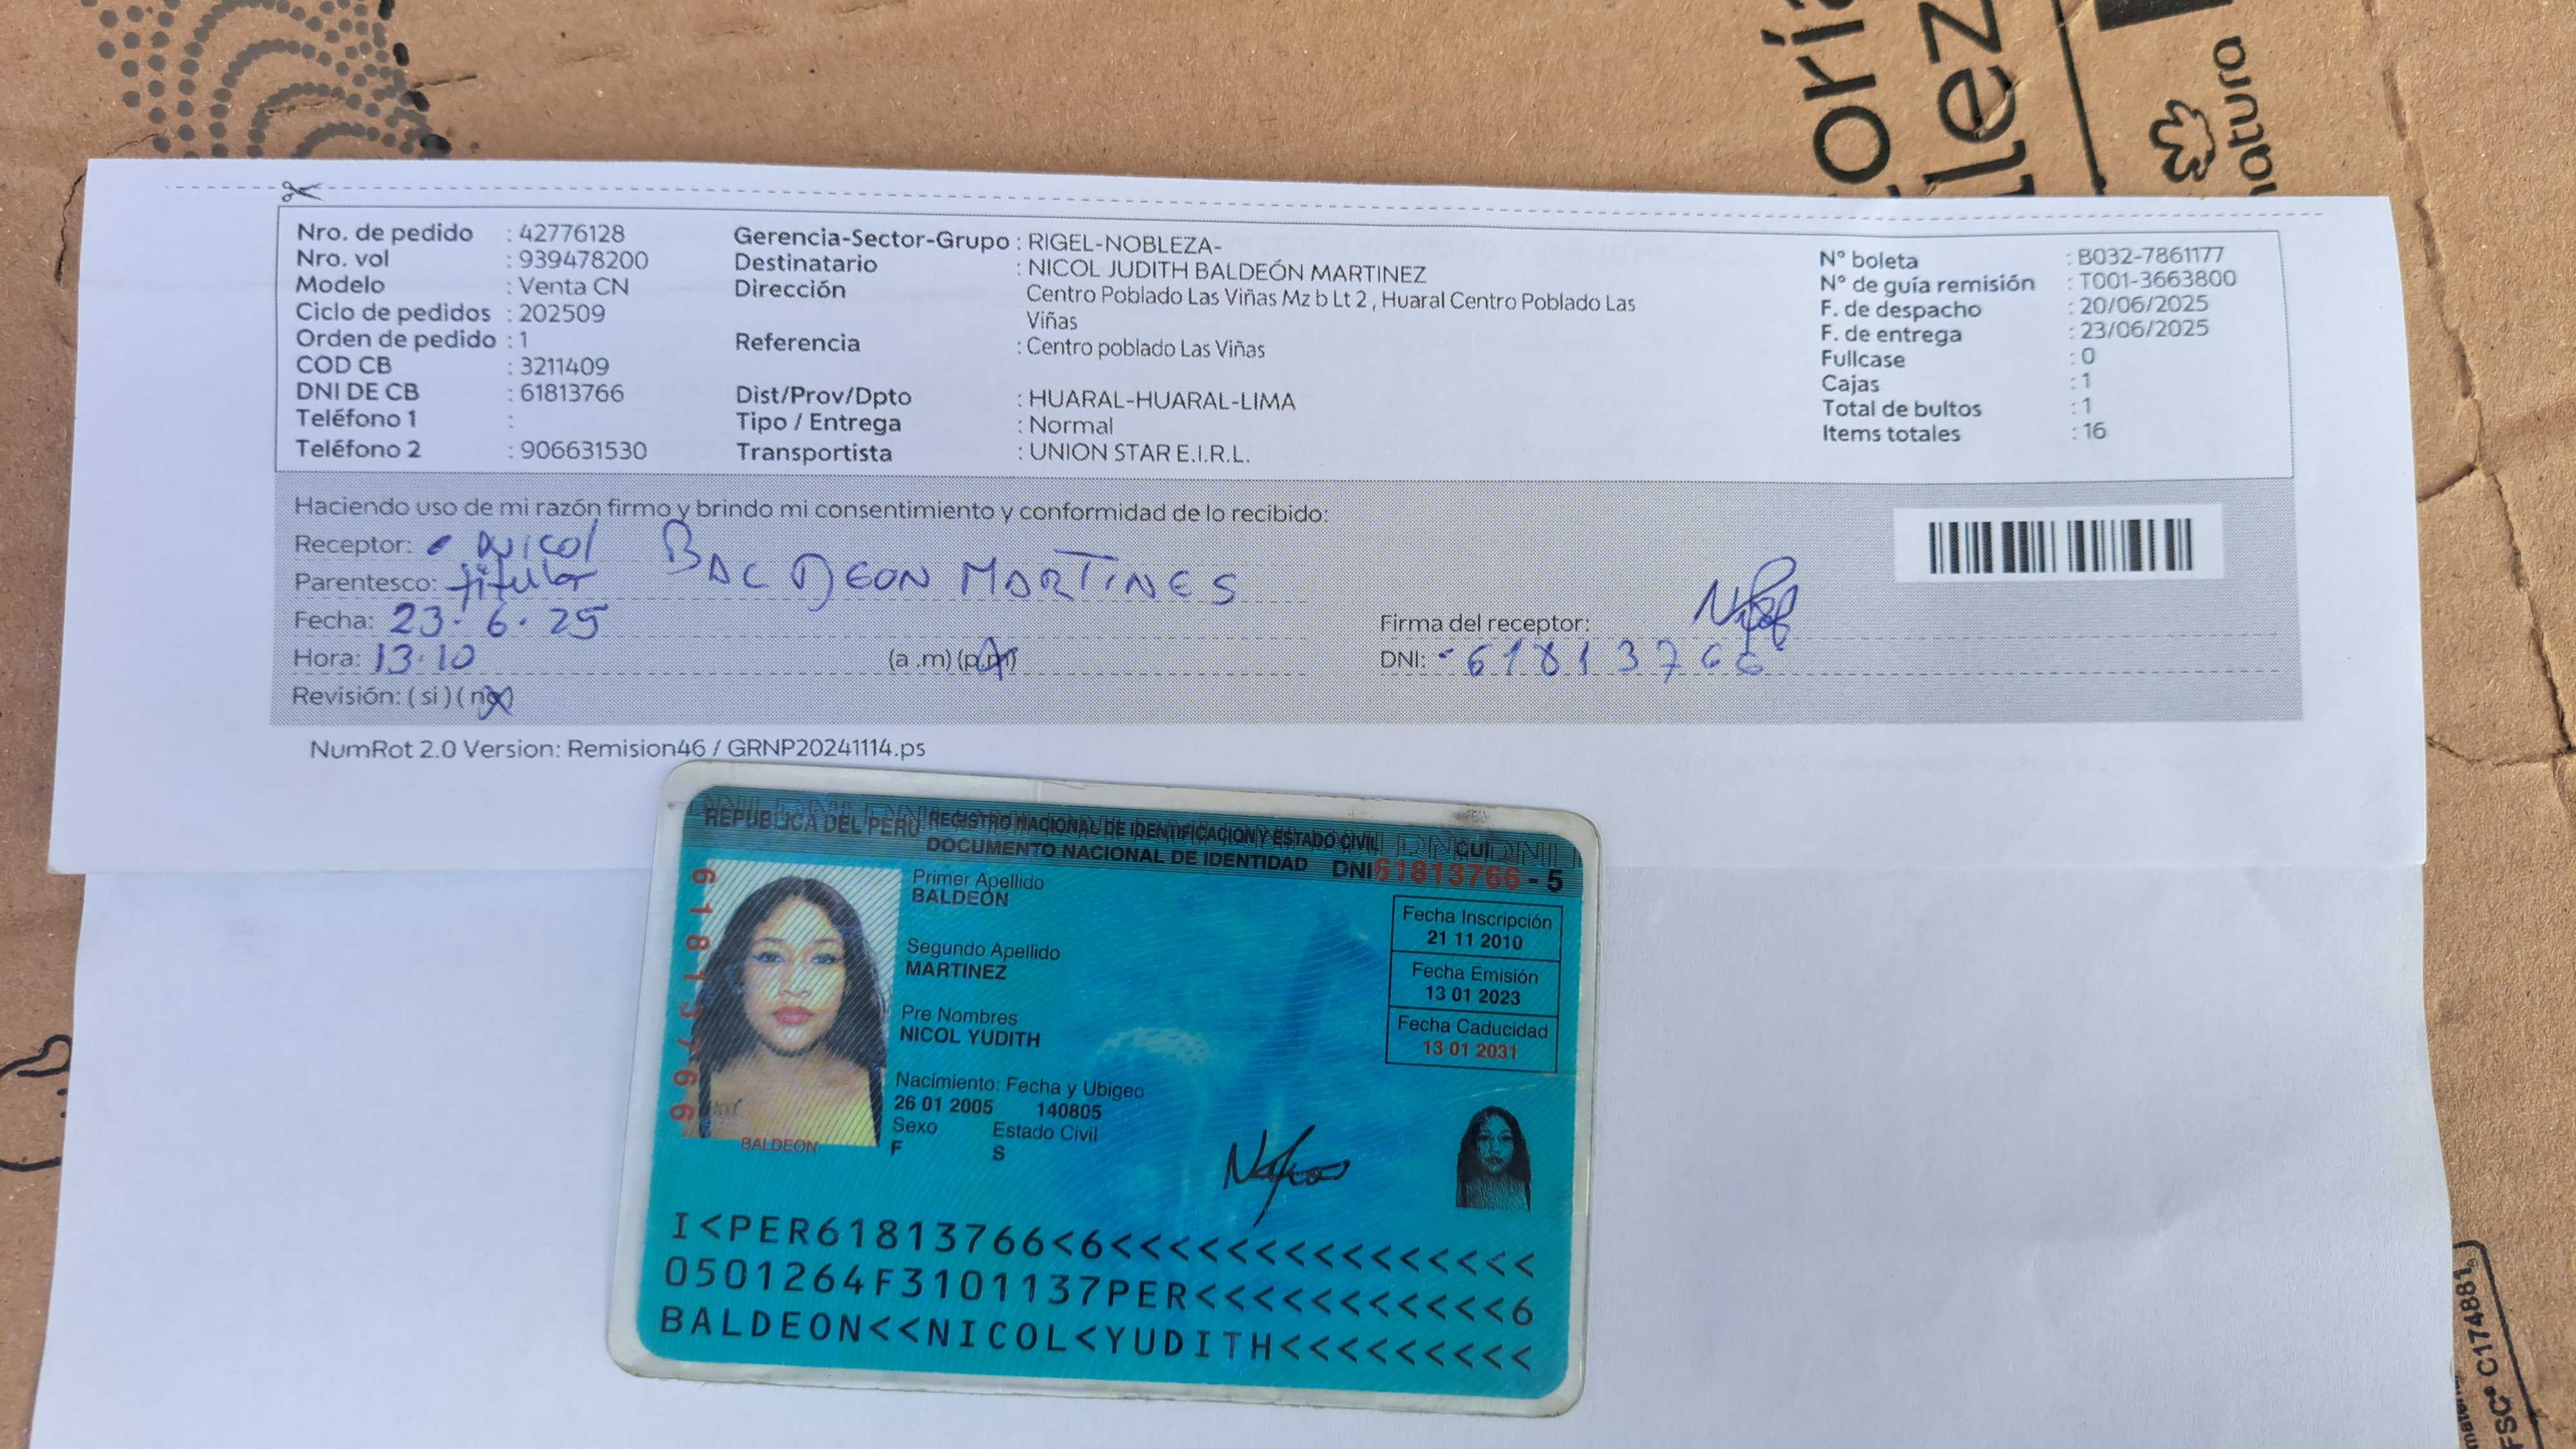 oría
lez
natura
Nro. de pedido : 42776128
Nro. vol : 939478200
Modelo : Venta CN
Ciclo de pedidos : 202509
Orden de pedido : 1
COD CB : 3211409
DNI DE CB : 61813766
Teléfono 1 :
Teléfono 2 : 906631530
Gerencia-Sector-Grupo : RIGEL-NOBLEZA-
Destinatario : NICOL JUDITH BALDEÓN MARTINEZ
Dirección Centro Poblado Las Viñas Mz b Lt 2 , Huaral Centro Poblado Las
Viñas
Referencia : Centro poblado Las Viñas
Dist/Prov/Dpto : HUARAL-HUARAL-LIMA
Tipo / Entrega : Normal
Transportista : UNION STAR E.I.R.L.
N° boleta : B032-7861177
N° de guía remisión : T001-3663800
F. de despacho : 20/06/2025
F. de entrega : 23/06/2025
Fullcase : 0
Cajas : 1
Total de bultos : 1
Items totales : 16
Haciendo uso de mi razón firmo y brindo mi consentimiento y conformidad de lo recibido:
Receptor: Nicol BALDEON MARTINES
Parentesco: titular
Fecha: 23.6.25
Hora: 13.10 (a .m) (p.m)
Revisión: ( si ) ( no )
Firma del receptor:
DNI: 61813766
NumRot 2.0 Version: Remision46 / GRNP20241114.ps
REPUBLICA DEL PERU REGISTRO NACIONAL DE IDENTIFICACION Y ESTADO CIVIL CUI
DOCUMENTO NACIONAL DE IDENTIDAD DNI 61813766 - 5
61813766
BALDEON
Primer Apellido
BALDEÓN
Segundo Apellido
MARTINEZ
Pre Nombres
NICOL YUDITH
Nacimiento: Fecha y Ubigeo
26 01 2005 140805
Sexo Estado Civil
F S
Fecha Inscripción
21 11 2010
Fecha Emisión
13 01 2023
Fecha Caducidad
13 01 2031
I<PER61813766<6<<<<<<<<<<<<<<<
0501264F3101137PER<<<<<<<<<<<6
BALDEON<<NICOL<YUDITH<<<<<<<<<
FSC® C174881